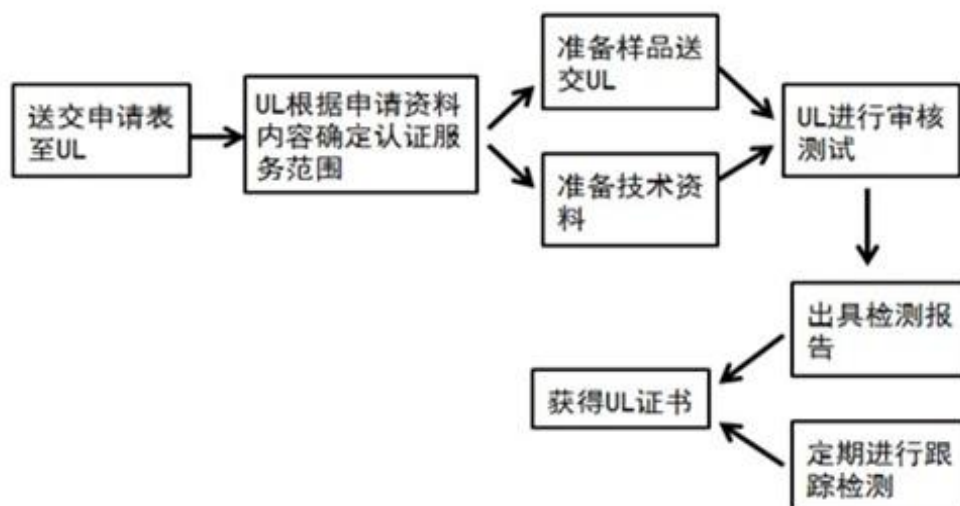 送交申请表
至UL
UL根据申请资料
内容确定认证服
务范围
准备样品送
交UL
准备技术资
料
UL进行审核
测试
出具检测报
告
获得UL证书
定期进行跟
踪检测